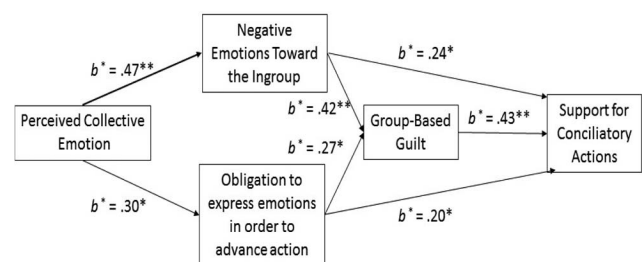 Negative
Emotions Toward
the Ingroup
b* = .47**
b* = .24*
b* = .42**
Perceived Collective
Emotion
Group-Based
Guilt
b* = .43**
Support for
Conciliatory
Actions
b* = .27*
b* = .30*
Obligation to
express emotions
in order to
advance action
b* = .20*